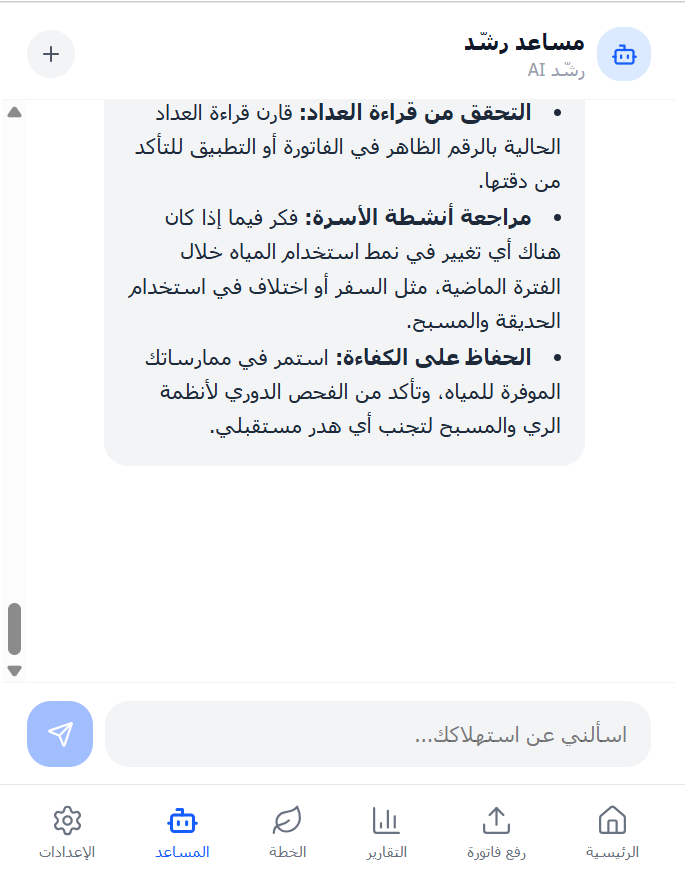 مساعد رشّد
رشّد AI
• التحقق من قراءة العداد: قارن قراءة العداد
الحالية بالرقم الظاهر في الفاتورة أو التطبيق للتأكد
من دقتها.
• مراجعة أنشطة الأسرة: فكر فيما إذا كان
هناك أي تغيير في نمط استخدام المياه خلال
الفترة الماضية، مثل السفر أو اختلاف في استخدام
الحديقة والمسبح.
• الحفاظ على الكفاءة: استمر في ممارساتك
الموفرة للمياه، وتأكد من الفحص الدوري لأنظمة
الري والمسبح لتجنب أي هدر مستقبلي.
اسألني عن استهلاكك...
الرئيسية
رفع فاتورة
التقارير
الخطة
المساعد
الإعدادات